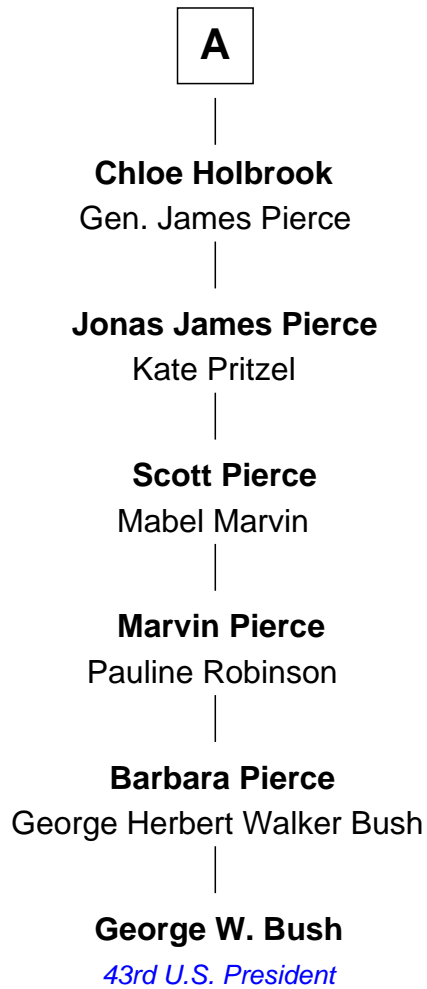 A
Chloe Holbrook
Gen. James Pierce
Jonas James Pierce
Kate Pritzel
Scott Pierce
Mabel Marvin
Marvin Pierce
Pauline Robinson
Barbara Pierce
George Herbert Walker Bush
George W. Bush
43rd U.S. President